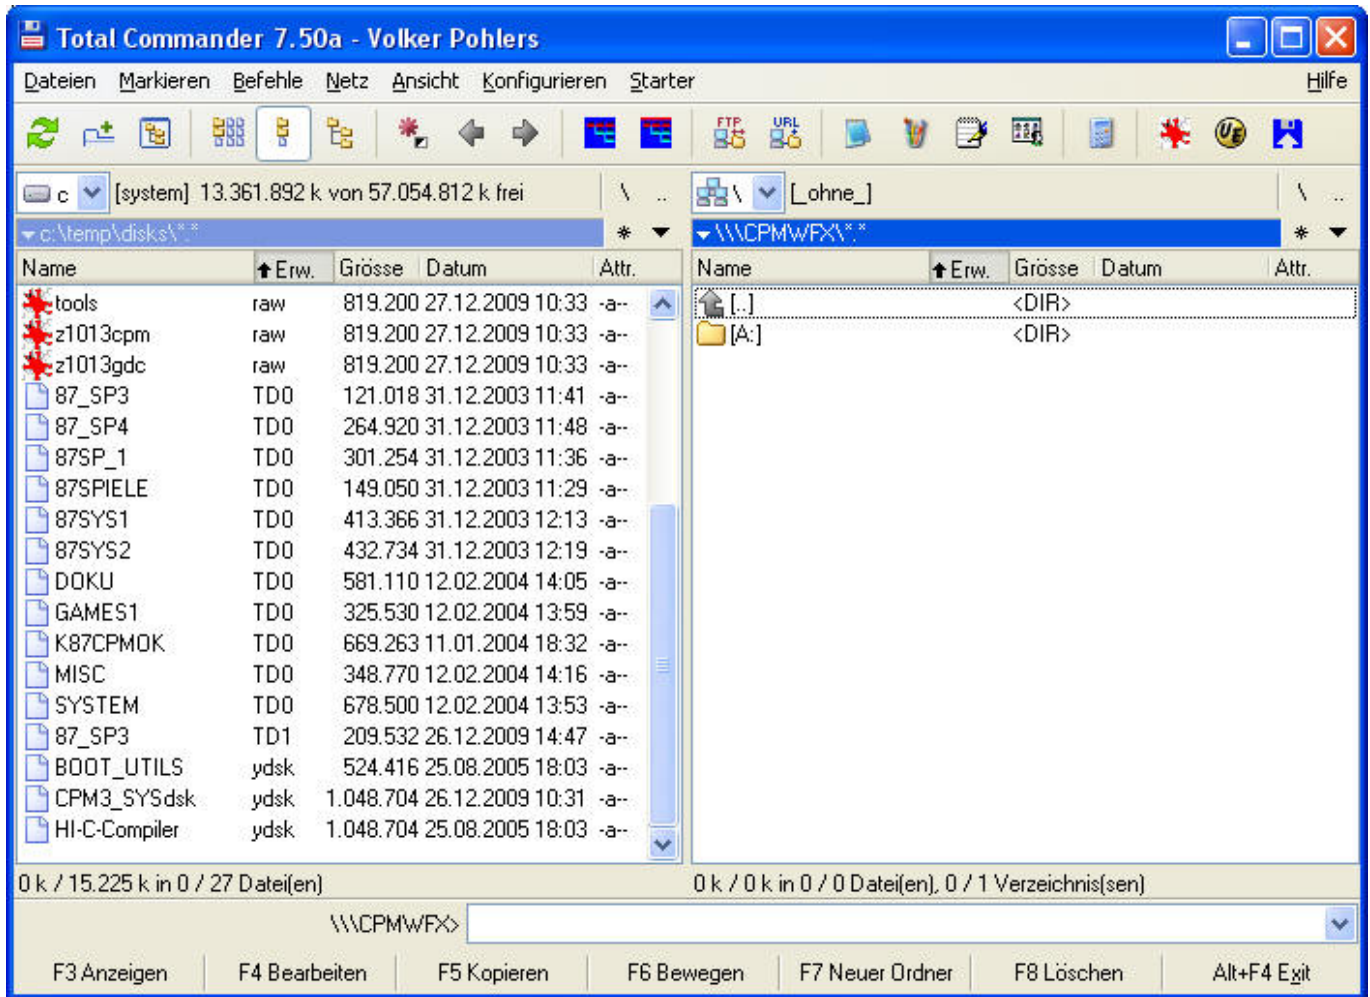 Total Commander 7.50a - Volker Pohlers
Dateien Markieren Befehle Netz Ansicht Konfigurieren Starter Hilfe
FTP URL
UE
c [system] 13.361.892 k von 57.054.812 k frei \ .. \ [_ohne_] \ ..
c:\temp\disks\*.* * \\\CPMWFX\*.* *
Name Erw. Grösse Datum Attr. Name Erw. Grösse Datum Attr.
tools raw 819.200 27.12.2009 10:33 -a-- [..] <DIR>
z1013cpm raw 819.200 27.12.2009 10:33 -a-- [A:] <DIR>
z1013gdc raw 819.200 27.12.2009 10:33 -a--
87_SP3 TD0 121.018 31.12.2003 11:41 -a--
87_SP4 TD0 264.920 31.12.2003 11:48 -a--
87SP_1 TD0 301.254 31.12.2003 11:36 -a--
87SPIELE TD0 149.050 31.12.2003 11:29 -a--
87SYS1 TD0 413.366 31.12.2003 12:13 -a--
87SYS2 TD0 432.734 31.12.2003 12:19 -a--
DOKU TD0 581.110 12.02.2004 14:05 -a--
GAMES1 TD0 325.530 12.02.2004 13:59 -a--
K87CPMOK TD0 669.263 11.01.2004 18:32 -a--
MISC TD0 348.770 12.02.2004 14:16 -a--
SYSTEM TD0 678.500 12.02.2004 13:53 -a--
87_SP3 TD1 209.532 26.12.2009 14:47 -a--
BOOT_UTILS ydsk 524.416 25.08.2005 18:03 -a--
CPM3_SYSdsk ydsk 1.048.704 26.12.2009 10:31 -a--
HI-C-Compiler ydsk 1.048.704 25.08.2005 18:03 -a--
0 k / 15.225 k in 0 / 27 Datei(en) 0 k / 0 k in 0 / 0 Datei(en), 0 / 1 Verzeichnis(sen)
\\\CPMWFX>
F3 Anzeigen F4 Bearbeiten F5 Kopieren F6 Bewegen F7 Neuer Ordner F8 Löschen Alt+F4 Exit